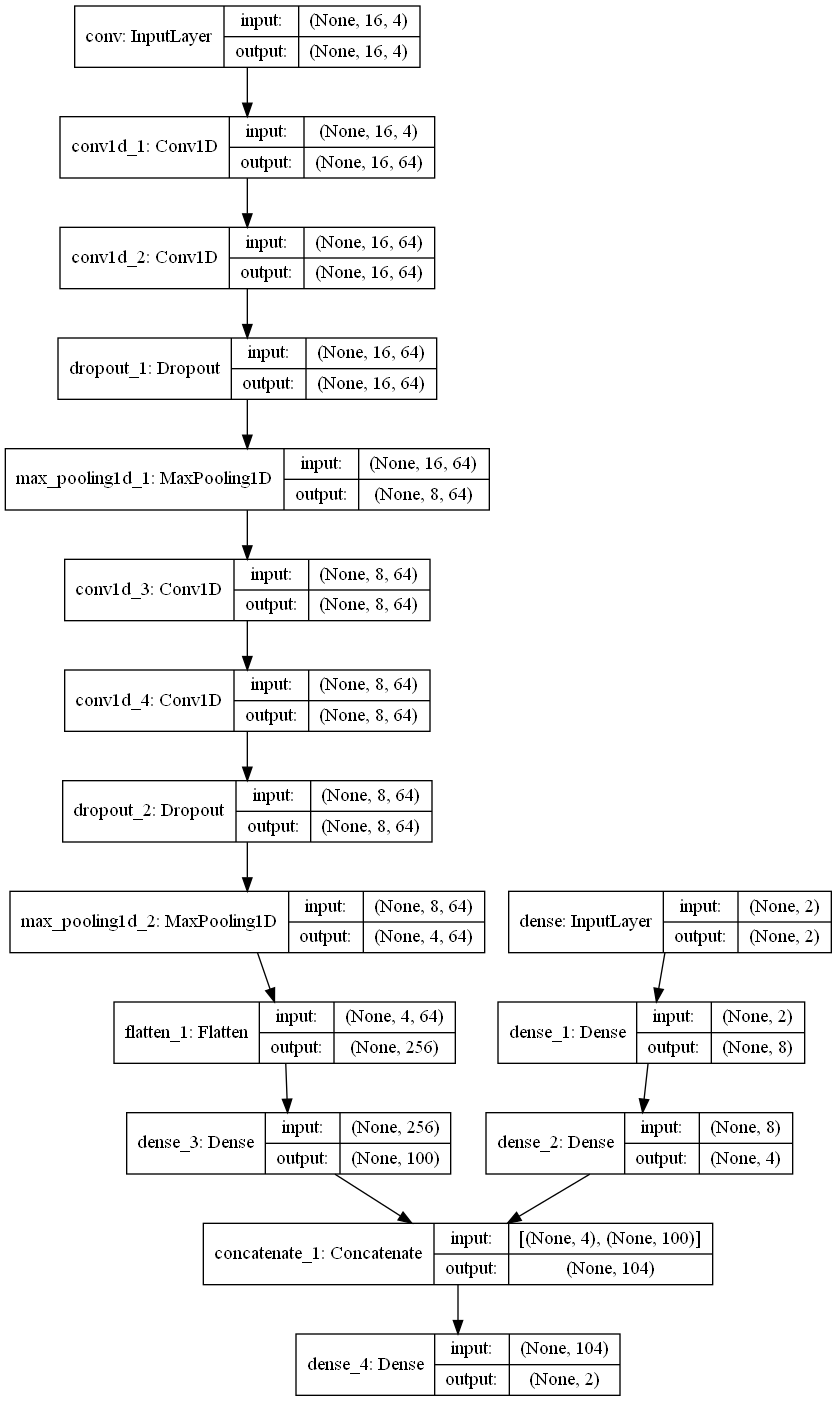 conv: InputLayer
input: (None, 16, 4)
output: (None, 16, 4)
conv1d_1: Conv1D
input: (None, 16, 4)
output: (None, 16, 64)
conv1d_2: Conv1D
input: (None, 16, 64)
output: (None, 16, 64)
dropout_1: Dropout
input: (None, 16, 64)
output: (None, 16, 64)
max_pooling1d_1: MaxPooling1D
input: (None, 16, 64)
output: (None, 8, 64)
conv1d_3: Conv1D
input: (None, 8, 64)
output: (None, 8, 64)
conv1d_4: Conv1D
input: (None, 8, 64)
output: (None, 8, 64)
dropout_2: Dropout
input: (None, 8, 64)
output: (None, 8, 64)
max_pooling1d_2: MaxPooling1D
input: (None, 8, 64)
output: (None, 4, 64)
dense: InputLayer
input: (None, 2)
output: (None, 2)
flatten_1: Flatten
input: (None, 4, 64)
output: (None, 256)
dense_1: Dense
input: (None, 2)
output: (None, 8)
dense_3: Dense
input: (None, 256)
output: (None, 100)
dense_2: Dense
input: (None, 8)
output: (None, 4)
concatenate_1: Concatenate
input: [(None, 4), (None, 100)]
output: (None, 104)
dense_4: Dense
input: (None, 104)
output: (None, 2)